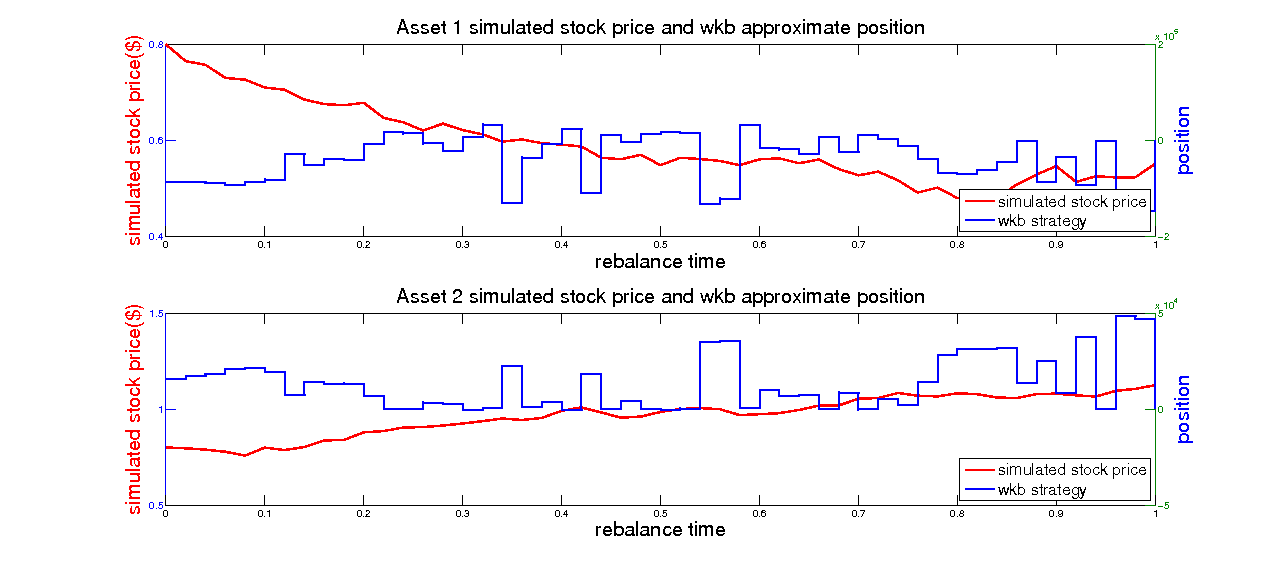 Asset 1 simulated stock price and wkb approximate position
x 10^5
0.8
2
0.6
0
0.4
-2
simulated stock price($)
position
simulated stock price
wkb strategy
0 0.1 0.2 0.3 0.4 0.5 0.6 0.7 0.8 0.9 1
rebalance time
Asset 2 simulated stock price and wkb approximate position
x 10^4
1.5
5
1
0
0.5
-5
simulated stock price($)
position
simulated stock price
wkb strategy
0 0.1 0.2 0.3 0.4 0.5 0.6 0.7 0.8 0.9 1
rebalance time